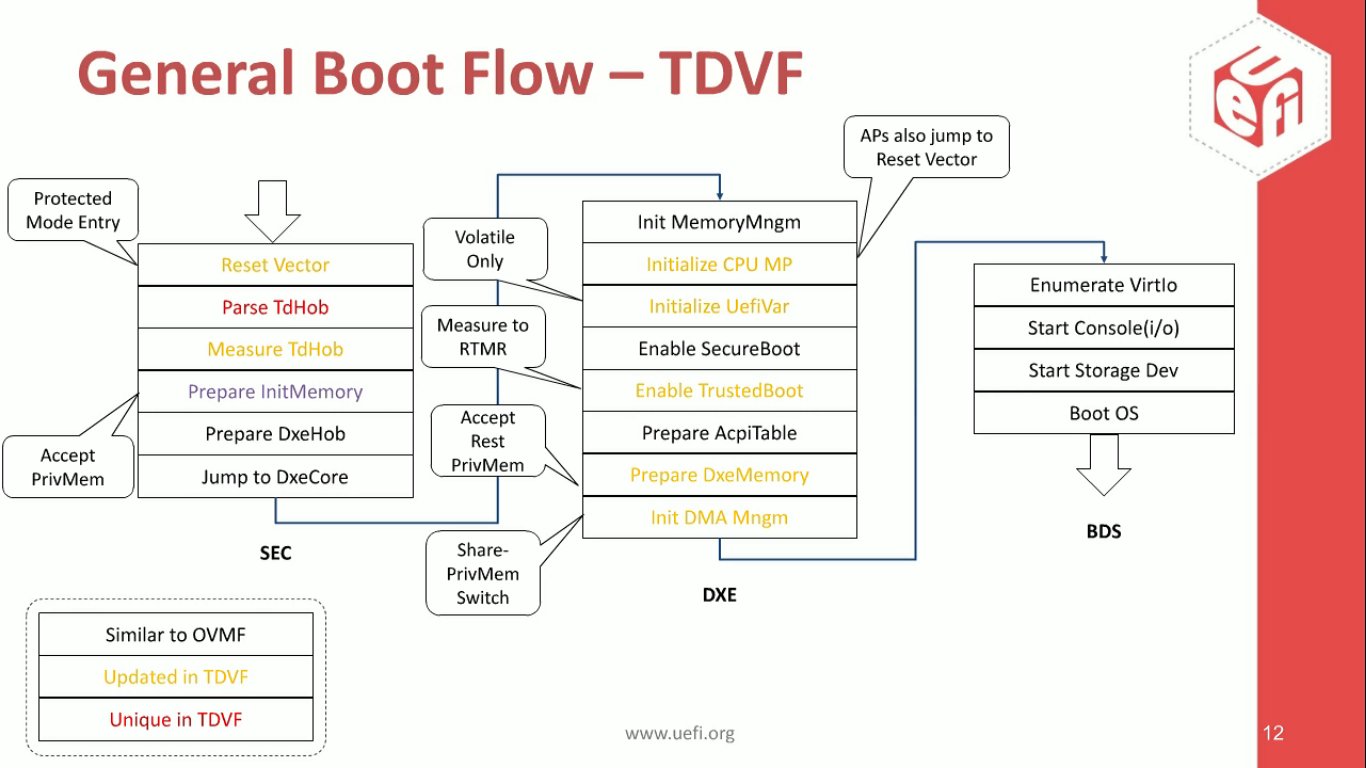 General Boot Flow – TDVF
uefi
APs also jump to
Reset Vector
Protected
Mode Entry
Reset Vector
Parse TdHob
Measure TdHob
Prepare InitMemory
Prepare DxeHob
Jump to DxeCore
Accept
PrivMem
SEC
Volatile
Only
Measure to
RTMR
Accept
Rest
PrivMem
Share-
PrivMem
Switch
Init MemoryMngm
Initialize CPU MP
Initialize UefiVar
Enable SecureBoot
Enable TrustedBoot
Prepare AcpiTable
Prepare DxeMemory
Init DMA Mngm
DXE
Enumerate VirtIo
Start Console(i/o)
Start Storage Dev
Boot OS
BDS
Similar to OVMF
Updated in TDVF
Unique in TDVF
www.uefi.org
12